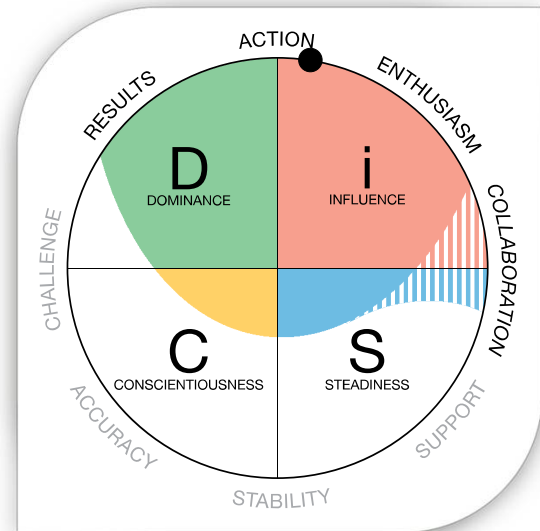 ACTION
RESULTS
ENTHUSIASM
D
DOMINANCE
i
INFLUENCE
CHALLENGE
COLLABORATION
C
CONSCIENTIOUSNESS
S
STEADINESS
ACCURACY
SUPPORT
STABILITY